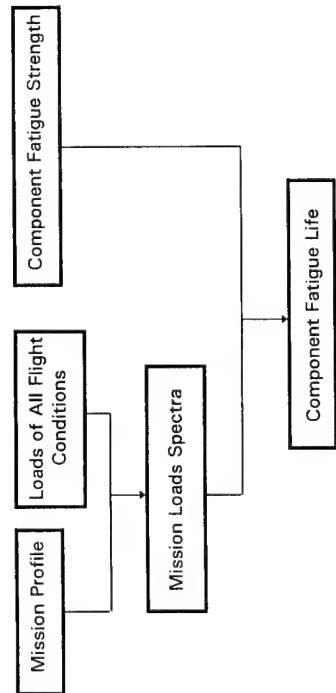 Mission Profile
Loads of All Flight
Conditions
Component Fatigue Strength
Mission Loads Spectra
Component Fatigue Life